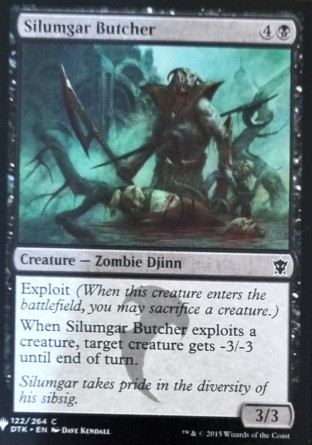 Silumgar Butcher 4
Creature — Zombie Djinn
Exploit (When this creature enters the
battlefield, you may sacrifice a creature.)
When Silumgar Butcher exploits a
creature, target creature gets -3/-3
until end of turn.
Silumgar takes pride in the diversity of
his sibsig.
3/3
122/264 C
DTK • EN Dave Kendall
™ & © 2015 Wizards of the Coast